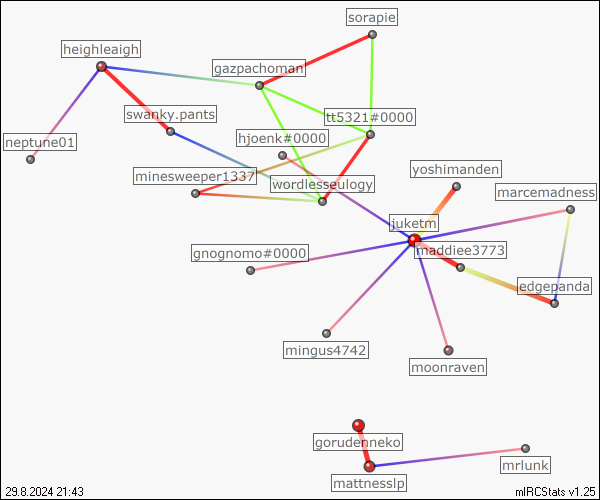 sorapie
heighleaigh
gazpachoman
swanky.pants
tt5321#0000
neptune01
hjoenk#0000
minesweeper1337
wordlesseulogy
yoshimanden
marcemadness
juketm
gnognomo#0000
maddiee3773
edgepanda
mingus4742
moonraven
gorudenneko
mattnesslp
mrlunk
29.8.2024 21:43
mIRCStats v1.25